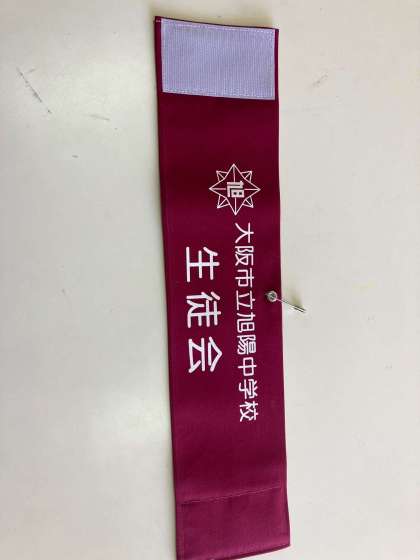 旭
大阪市立旭陽中学校
生徒会